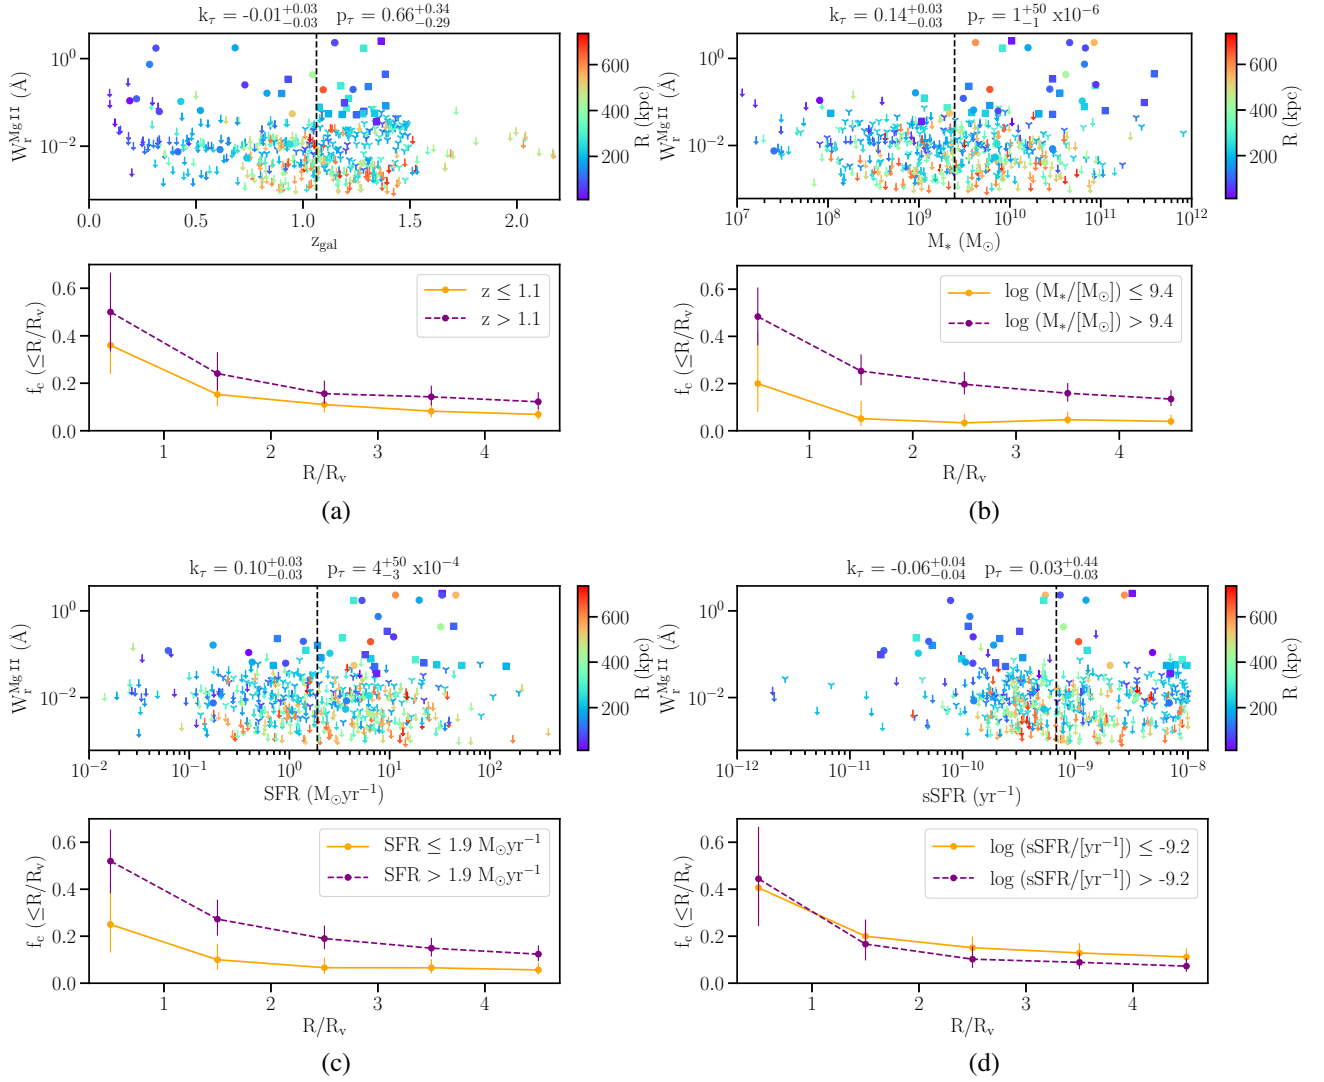 k_τ = -0.01^{+0.03}_{-0.03} p_τ = 0.66^{+0.34}_{-0.29}
W_r^{MgII} (Å)
10^0
10^{-2}
0.0 0.5 1.0 1.5 2.0
z_gal
600
400
200
R (kpc)
f_c (≤R/R_v)
0.6
0.4
0.2
0.0
z ≤ 1.1
z > 1.1
1 2 3 4
R/R_v
(a)
k_τ = 0.14^{+0.03}_{-0.03} p_τ = 1^{+50}_{-1} x10^{-6}
W_r^{MgII} (Å)
10^0
10^{-2}
10^7 10^8 10^9 10^{10} 10^{11} 10^{12}
M_* (M_⊙)
600
400
200
R (kpc)
f_c (≤R/R_v)
0.6
0.4
0.2
0.0
log (M_*/[M_⊙]) ≤ 9.4
log (M_*/[M_⊙]) > 9.4
1 2 3 4
R/R_v
(b)
k_τ = 0.10^{+0.03}_{-0.03} p_τ = 4^{+50}_{-3} x10^{-4}
W_r^{MgII} (Å)
10^0
10^{-2}
10^{-2} 10^{-1} 10^0 10^1 10^2
SFR (M_⊙yr^{-1})
600
400
200
R (kpc)
f_c (≤R/R_v)
0.6
0.4
0.2
0.0
SFR ≤ 1.9 M_⊙yr^{-1}
SFR > 1.9 M_⊙yr^{-1}
1 2 3 4
R/R_v
(c)
k_τ = -0.06^{+0.04}_{-0.04} p_τ = 0.03^{+0.44}_{-0.03}
W_r^{MgII} (Å)
10^0
10^{-2}
10^{-12} 10^{-11} 10^{-10} 10^{-9} 10^{-8}
sSFR (yr^{-1})
600
400
200
R (kpc)
f_c (≤R/R_v)
0.6
0.4
0.2
0.0
log (sSFR/[yr^{-1}]) ≤ -9.2
log (sSFR/[yr^{-1}]) > -9.2
1 2 3 4
R/R_v
(d)